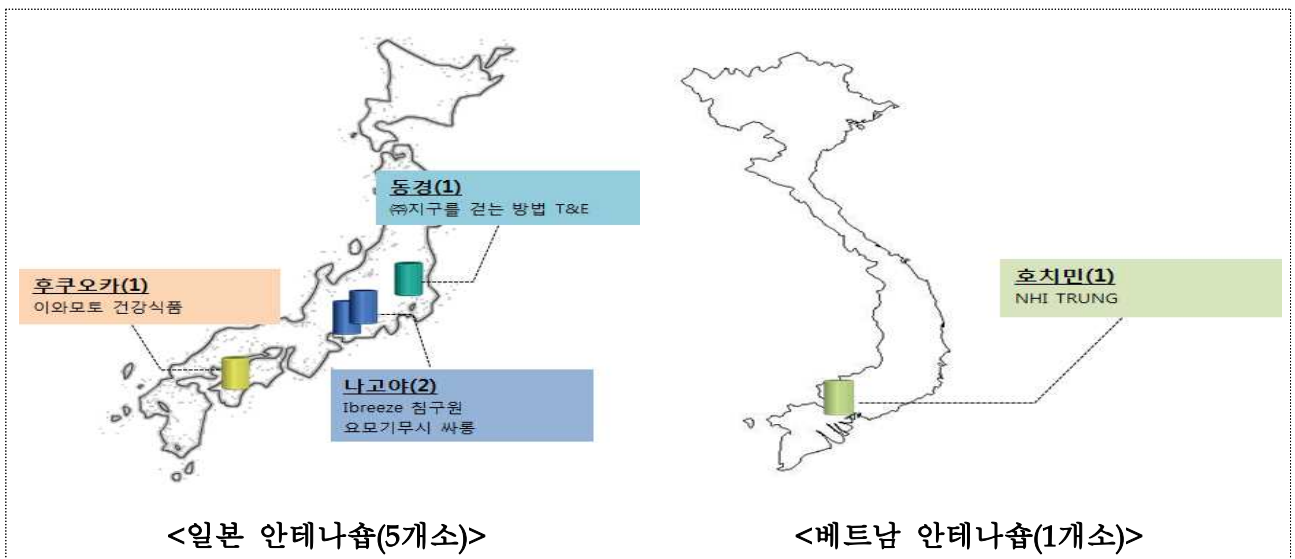 동경(1)
㈜지구를 걷는 방법 T&E
후쿠오카(1)
이와모토 건강식품
나고야(2)
Ibreeze 침구원
요모기무시 싸롱
<일본 안테나숍(5개소)>
호치민(1)
NHI TRUNG
<베트남 안테나숍(1개소)>